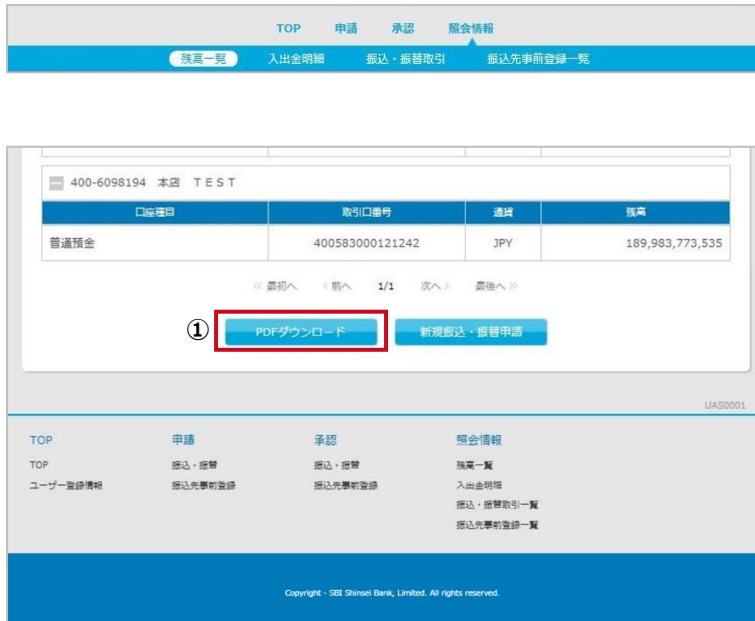 TOP 申請 承認 照会情報
残高一覧 入出金明細 振込・振替取引 振込先事前登録一覧
400-6098194 本店 TEST
口座種目 取引口番号 通貨 残高
普通預金 400583000121242 JPY 189,983,773,535
≪ 最初へ < 前へ 1/1 次へ > 最後へ ≫
① PDFダウンロード 新規振込・振替申請
UAS0001
TOP 申請 承認 照会情報
TOP 振込・振替 振込・振替 残高一覧
ユーザー登録情報 振込先事前登録 振込先事前登録 入出金明細
振込・振替取引一覧
振込先事前登録一覧
Copyright - SBI Shinsei Bank, Limited. All rights reserved.